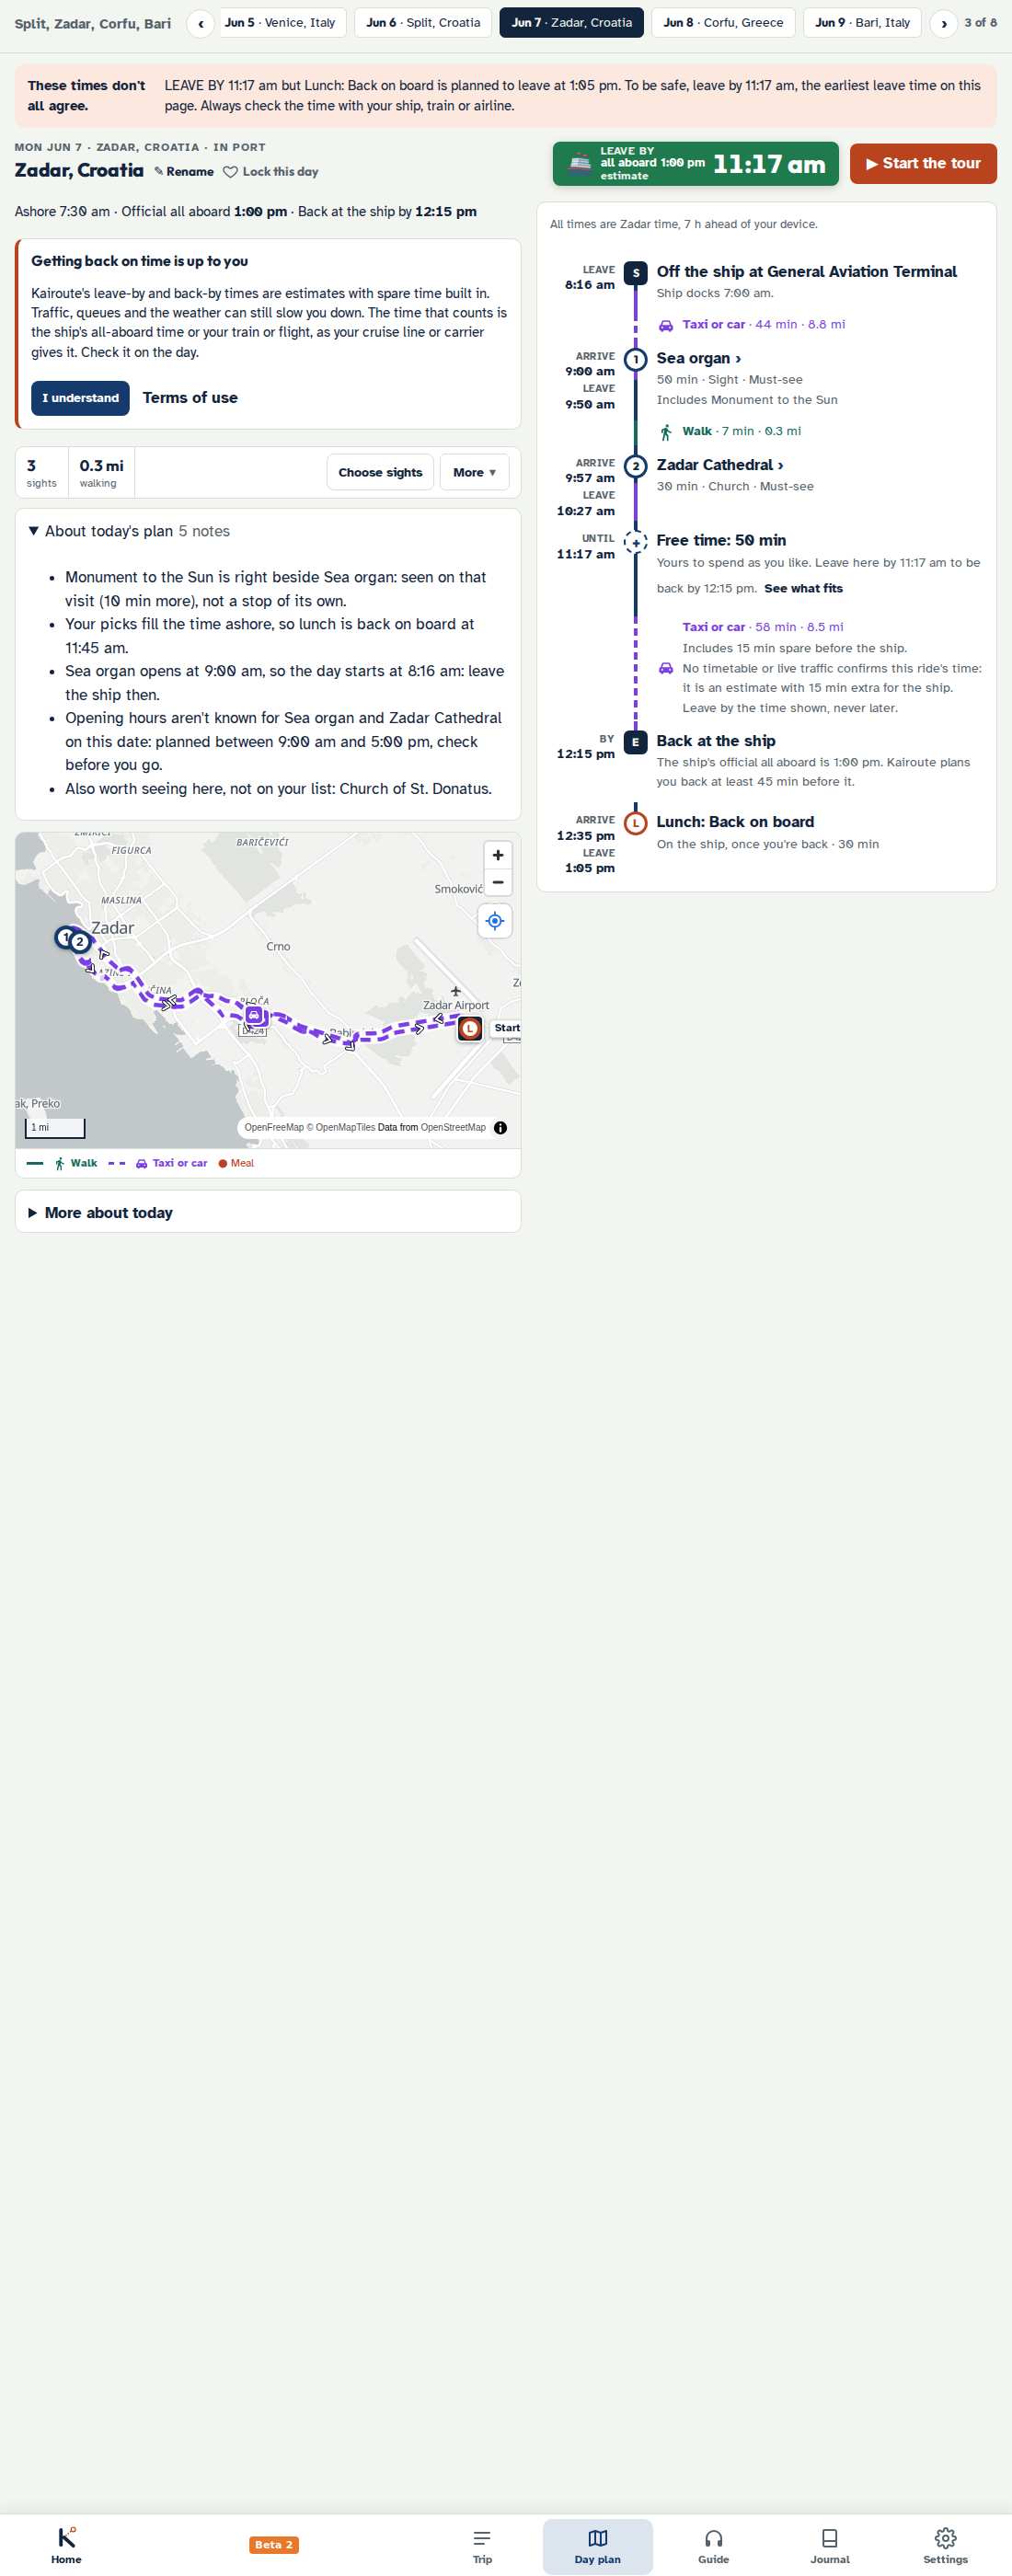 Split, Zadar, Corfu, Bari
‹
Jun 5 · Venice, Italy
Jun 6 · Split, Croatia
Jun 7 · Zadar, Croatia
Jun 8 · Corfu, Greece
Jun 9 · Bari, Italy
›
3 of 8
These times don't all agree.
LEAVE BY 11:17 am but Lunch: Back on board is planned to leave at 1:05 pm. To be safe, leave by 11:17 am, the earliest leave time on this
page. Always check the time with your ship, train or airline.
MON JUN 7 · ZADAR, CROATIA · IN PORT
Zadar, Croatia
✎ Rename
Lock this day
LEAVE BY
all aboard 1:00 pm
estimate
11:17 am
▶ Start the tour
Ashore 7:30 am · Official all aboard 1:00 pm · Back at the ship by 12:15 pm
Getting back on time is up to you
Kairoute's leave-by and back-by times are estimates with spare time built in.
Traffic, queues and the weather can still slow you down. The time that counts is
the ship's all-aboard time or your train or flight, as your cruise line or carrier
gives it. Check it on the day.
I understand
Terms of use
3
sights
0.3 mi
walking
Choose sights
More ▼
▼ About today's plan 5 notes
• Monument to the Sun is right beside Sea organ: seen on that
visit (10 min more), not a stop of its own.
• Your picks fill the time ashore, so lunch is back on board at
11:45 am.
• Sea organ opens at 9:00 am, so the day starts at 8:16 am: leave
the ship then.
• Opening hours aren't known for Sea organ and Zadar Cathedral
on this date: planned between 9:00 am and 5:00 pm, check
before you go.
• Also worth seeing here, not on your list: Church of St. Donatus.
FIGURCA
BARIČEVIĆI
MASLINA
Smoković
Zadar
1
2
Crno
Zadar Airport
L
Start
ak, Preko
1 mi
+
−
OpenFreeMap © OpenMapTiles Data from OpenStreetMap
Walk
Taxi or car
Meal
▶ More about today
All times are Zadar time, 7 h ahead of your device.
LEAVE
8:16 am
S
Off the ship at General Aviation Terminal
Ship docks 7:00 am.
Taxi or car · 44 min · 8.8 mi
ARRIVE
9:00 am
LEAVE
9:50 am
1
Sea organ ›
50 min · Sight · Must-see
Includes Monument to the Sun
Walk · 7 min · 0.3 mi
ARRIVE
9:57 am
LEAVE
10:27 am
2
Zadar Cathedral ›
30 min · Church · Must-see
UNTIL
11:17 am
+
Free time: 50 min
Yours to spend as you like. Leave here by 11:17 am to be
back by 12:15 pm. See what fits
Taxi or car · 58 min · 8.5 mi
Includes 15 min spare before the ship.
No timetable or live traffic confirms this ride's time:
it is an estimate with 15 min extra for the ship.
Leave by the time shown, never later.
BY
12:15 pm
E
Back at the ship
The ship's official all aboard is 1:00 pm. Kairoute plans
you back at least 45 min before it.
ARRIVE
12:35 pm
LEAVE
1:05 pm
L
Lunch: Back on board
On the ship, once you're back · 30 min
Home
Beta 2
Trip
Day plan
Guide
Journal
Settings